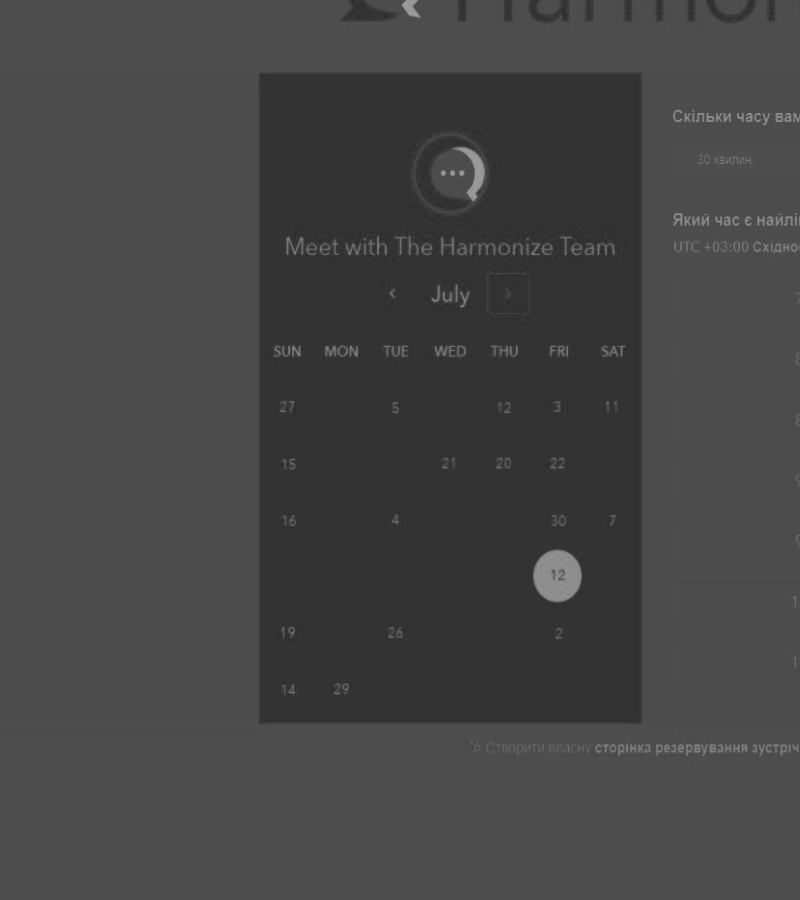 Harmon
Meet with The Harmonize Team
‹ July ›
SUN MON TUE WED THU FRI SAT
27 5 12 3 11
15 21 20 22
16 4 30 7
12
19 26 2
14 29
Скільки часу вам
30 хвилин
Який час є найлі
UTC +03:00 Східно
7
8
8
9
9
1
1
Створити власну сторінка резервування зустріч